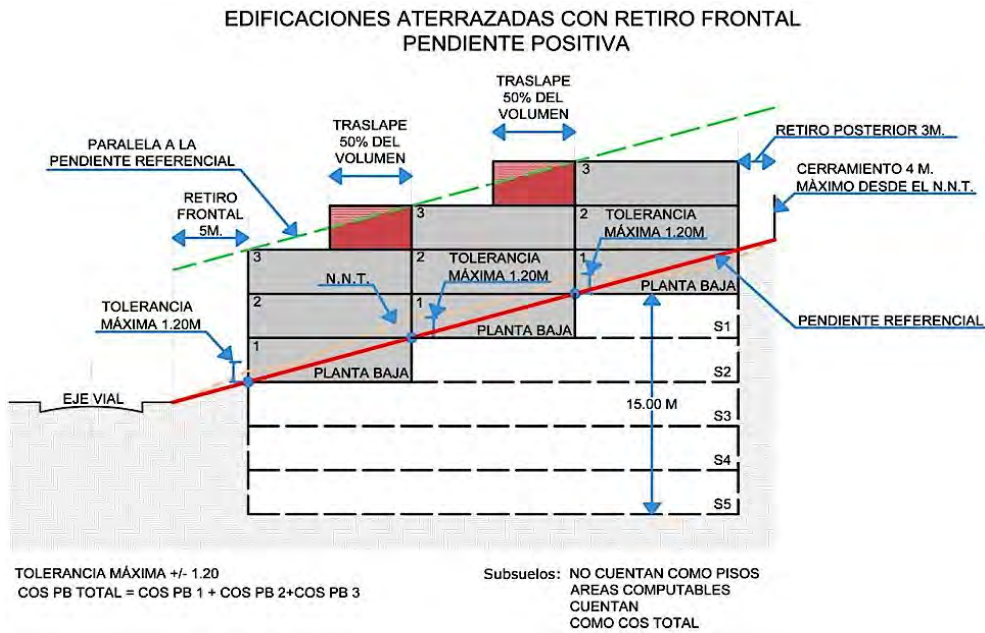 EDIFICACIONES ATERRAZADAS CON RETIRO FRONTAL
PENDIENTE POSITIVA
TRASLAPE
50% DEL
VOLUMEN
TRASLAPE
50% DEL
VOLUMEN
PARALELA A LA
PENDIENTE REFERENCIAL
RETIRO POSTERIOR 3M.
CERRAMIENTO 4 M.
MÀXIMO DESDE EL N.N.T.
RETIRO
FRONTAL
5M.
3
3
2
TOLERANCIA
MÁXIMA 1.20M
3
2
TOLERANCIA
MÁXIMA 1.20M
1
PLANTA BAJA
N.N.T.
TOLERANCIA
MÁXIMA 1.20M
2
1
PLANTA BAJA
PENDIENTE REFERENCIAL
S1
1
PLANTA BAJA
S2
EJE VIAL
15.00 M
S3
S4
S5
TOLERANCIA MÁXIMA +/- 1.20
COS PB TOTAL = COS PB 1 + COS PB 2+COS PB 3
Subsuelos: NO CUENTAN COMO PISOS
AREAS COMPUTABLES
CUENTAN
COMO COS TOTAL